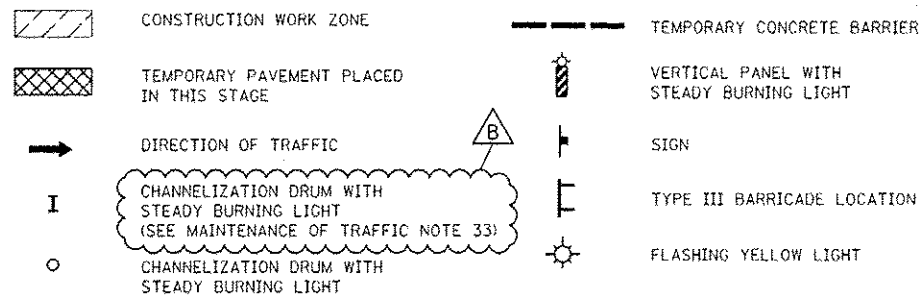 CONSTRUCTION WORK ZONE
TEMPORARY PAVEMENT PLACED
IN THIS STAGE
DIRECTION OF TRAFFIC
B
I
CHANNELIZATION DRUM WITH
STEADY BURNING LIGHT
(SEE MAINTENANCE OF TRAFFIC NOTE 33)
CHANNELIZATION DRUM WITH
STEADY BURNING LIGHT
TEMPORARY CONCRETE BARRIER
VERTICAL PANEL WITH
STEADY BURNING LIGHT
SIGN
TYPE III BARRICADE LOCATION
FLASHING YELLOW LIGHT